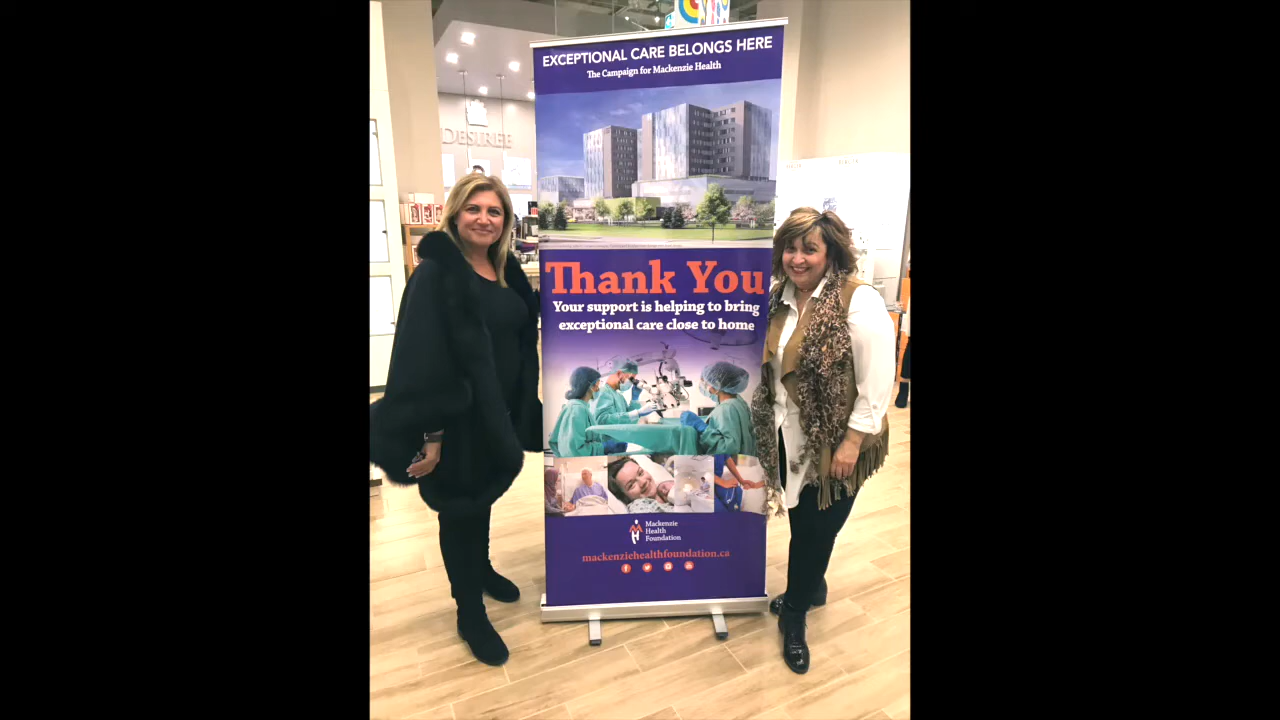 EXCEPTIONAL CARE BELONGS HERE
The Campaign for Mackenzie Health
DESIREE
Thank You
Your support is helping to bring
exceptional care close to home
Mackenzie
Health
Foundation
mackenziehealthfoundation.ca